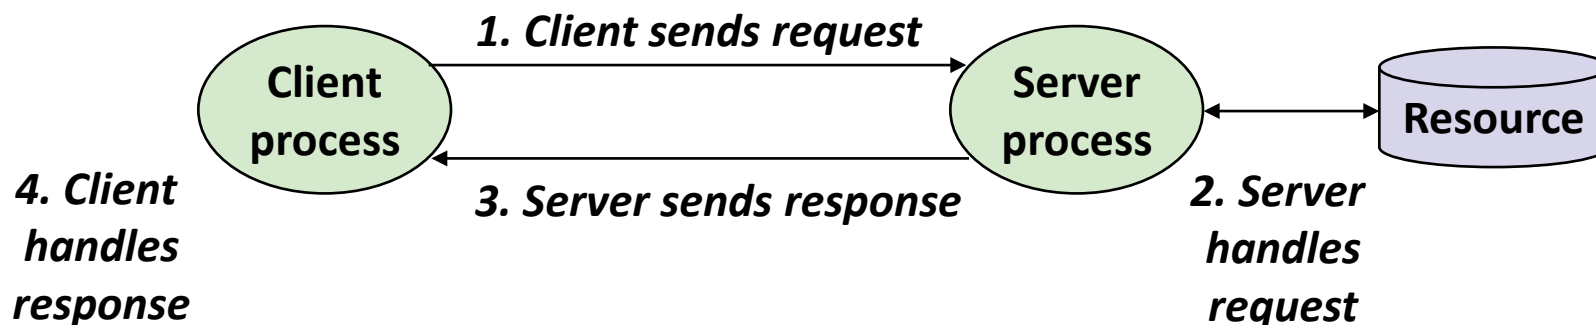 1. Client sends request
Client
process
Server
process
Resource
4. Client
handles
response
3. Server sends response
2. Server
handles
request